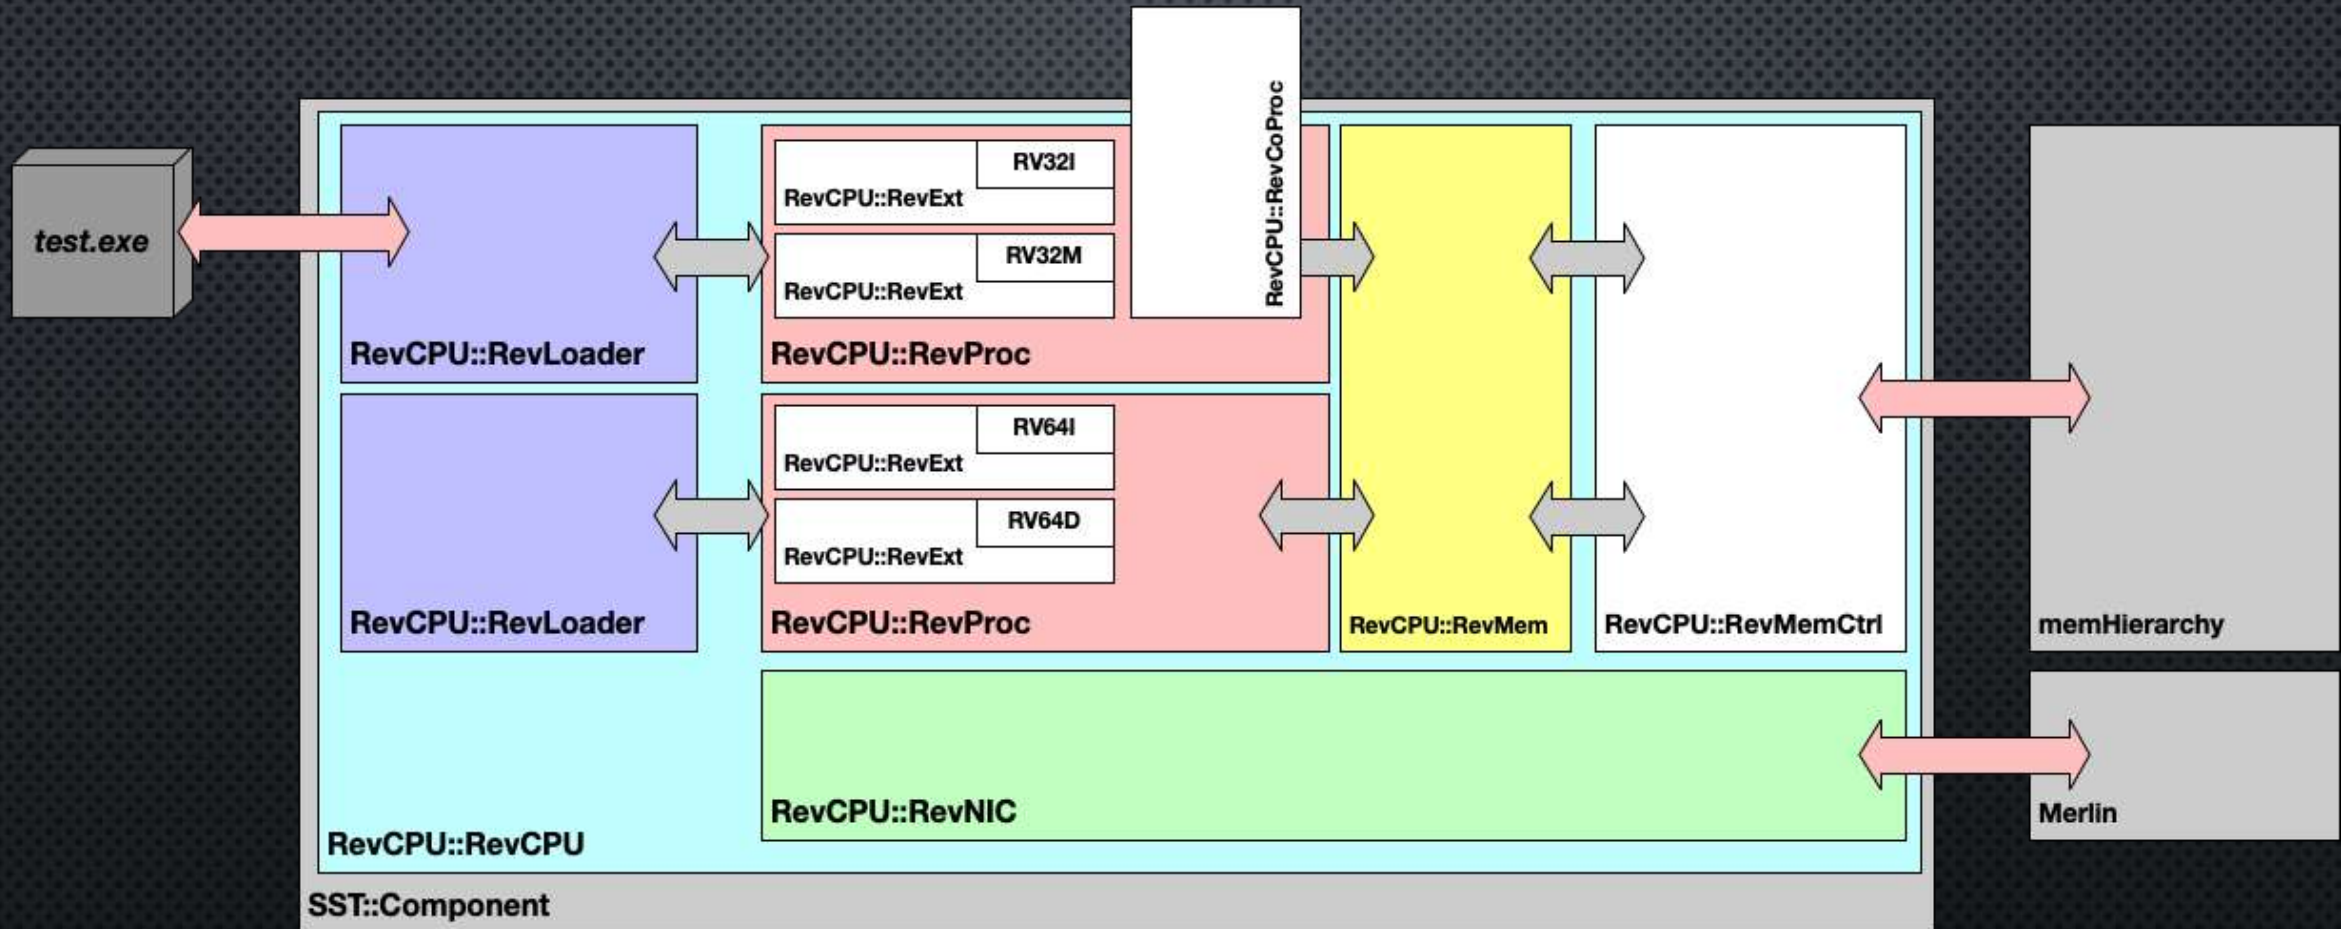 test.exe
RevCPU::RevLoader
RV32I
RevCPU::RevExt
RV32M
RevCPU::RevExt
RevCPU::RevProc
RevCPU::RevCoProc
RevCPU::RevLoader
RV64I
RevCPU::RevExt
RV64D
RevCPU::RevExt
RevCPU::RevProc
RevCPU::RevMem
RevCPU::RevMemCtrl
memHierarchy
RevCPU::RevNIC
Merlin
RevCPU::RevCPU
SST::Component